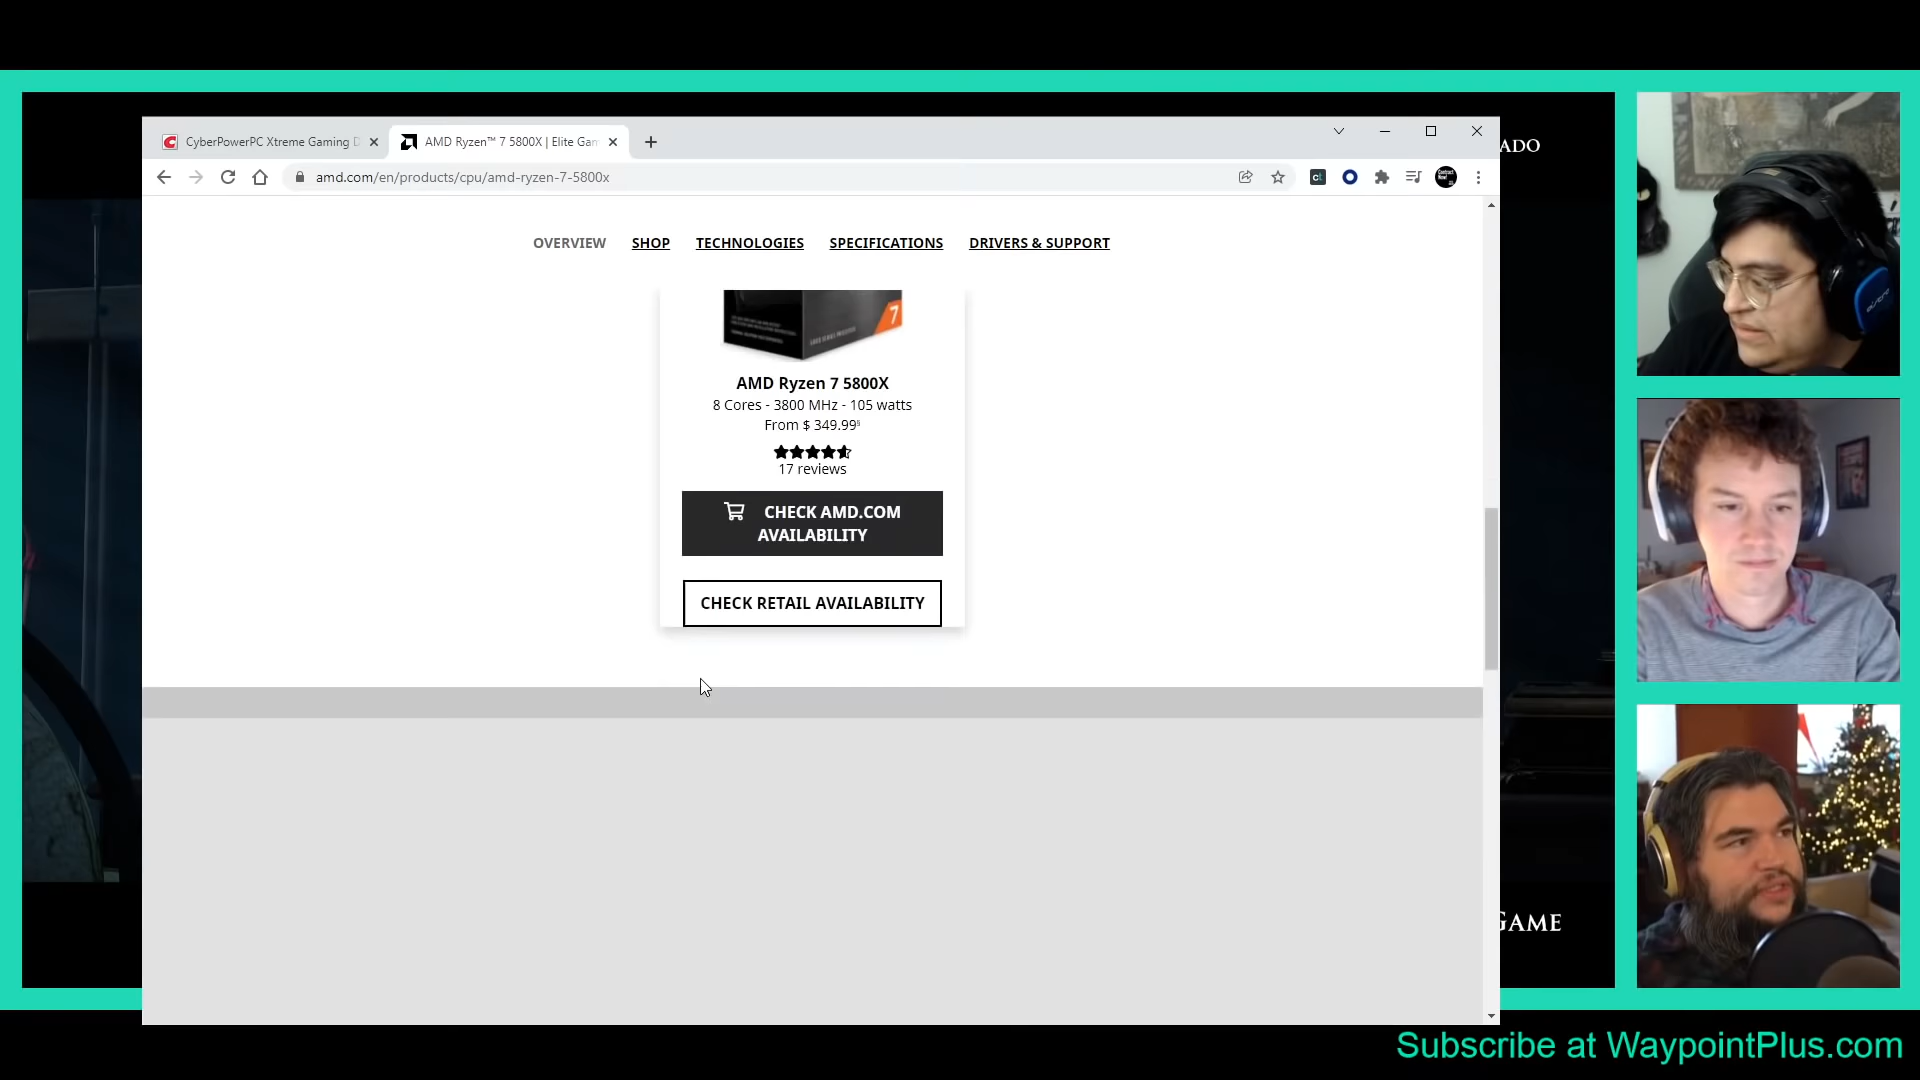 CyberPowerPC Xtreme Gaming D
AMD Ryzen™ 7 5800X | Elite Gam
amd.com/en/products/cpu/amd-ryzen-7-5800x
ADO
OVERVIEW SHOP TECHNOLOGIES SPECIFICATIONS DRIVERS & SUPPORT
7
AMD Ryzen 7 5800X
8 Cores - 3800 MHz - 105 watts
From $ 349.99§
17 reviews
CHECK AMD.COM
AVAILABILITY
CHECK RETAIL AVAILABILITY
GAME
Subscribe at WaypointPlus.com